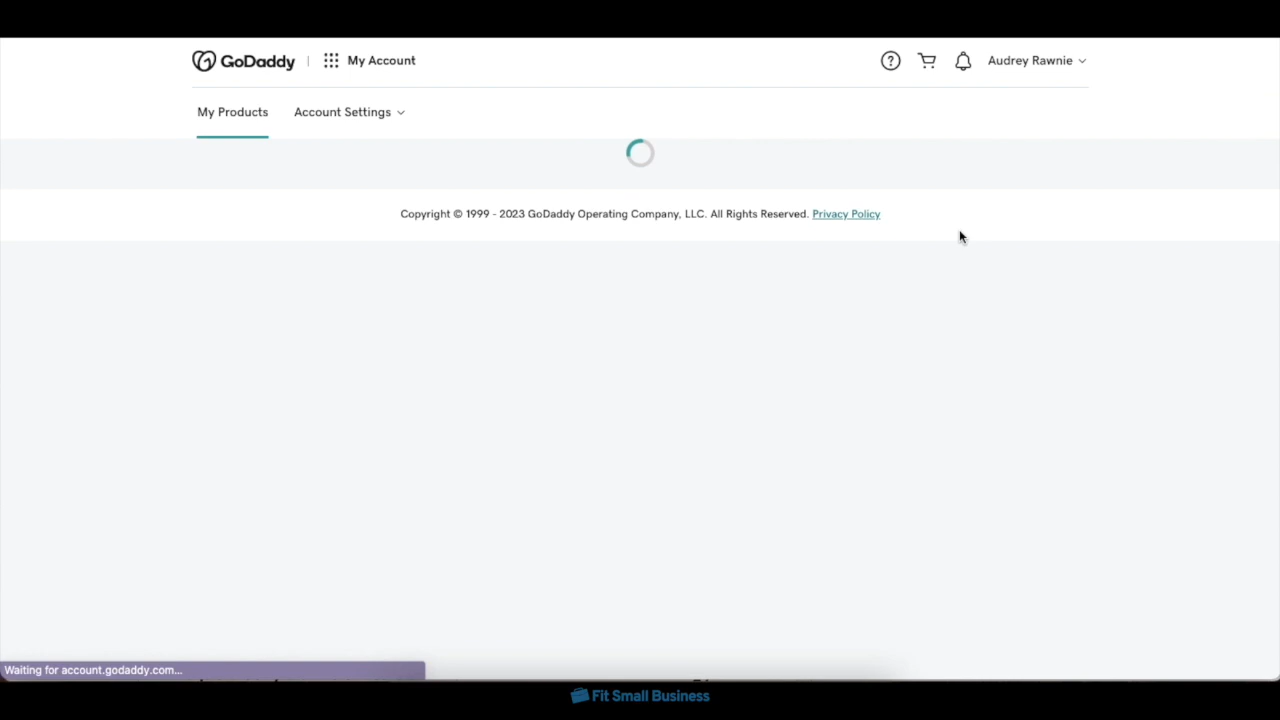 GoDaddy My Account Audrey Rawnie
My Products Account Settings
Copyright © 1999 - 2023 GoDaddy Operating Company, LLC. All Rights Reserved. Privacy Policy
Waiting for account.godaddy.com...
Fit Small Business